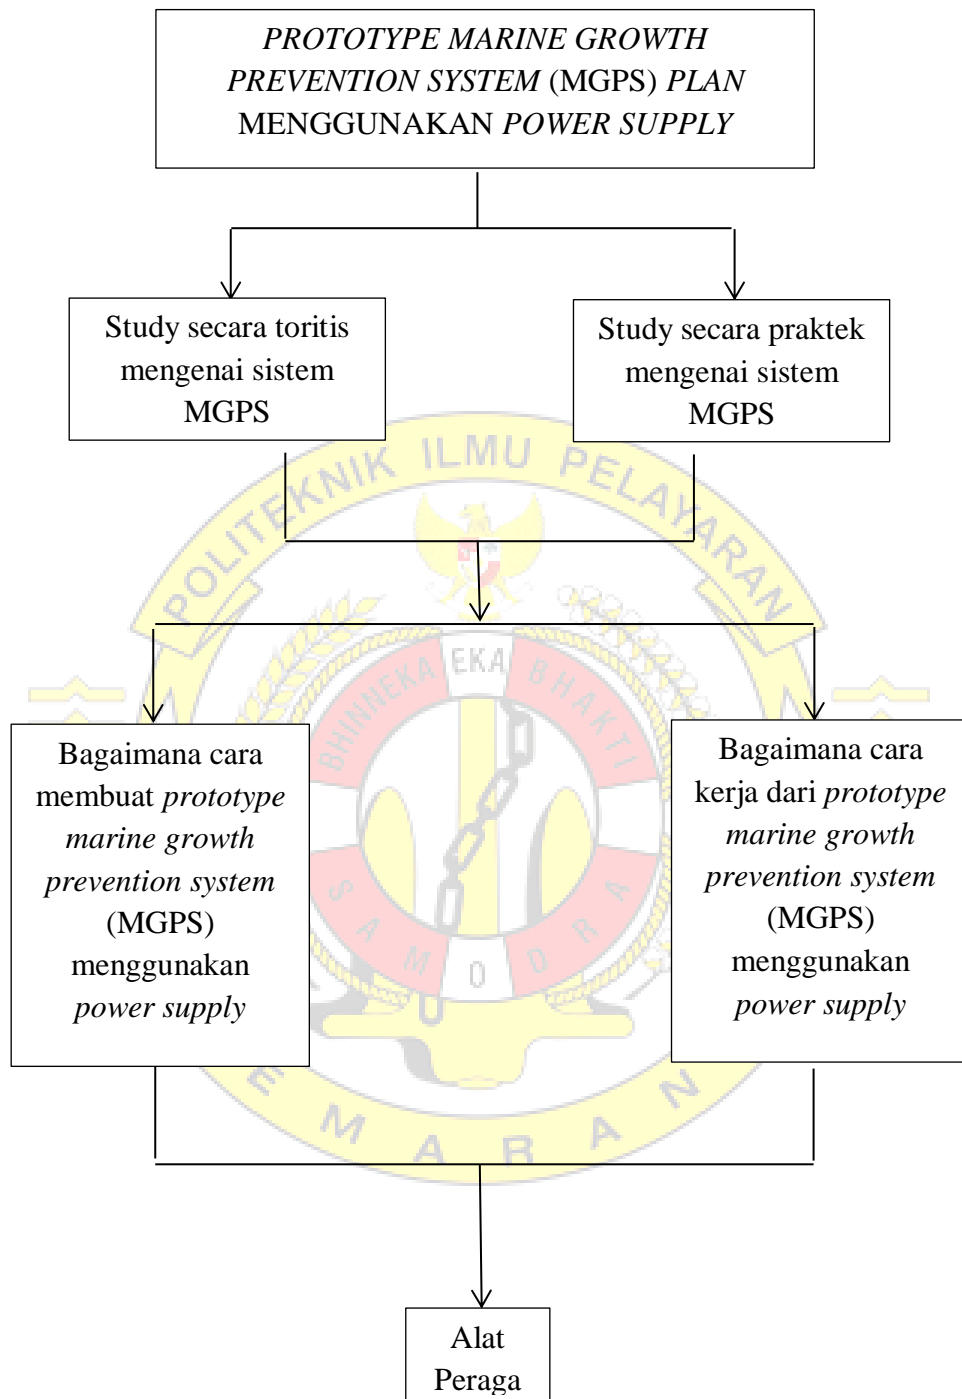 PROTOTYPE MARINE GROWTH
PREVENTION SYSTEM (MGPS) PLAN
MENGGUNAKAN POWER SUPPLY
Study secara toritis
mengenai sistem
MGPS
Study secara praktek
mengenai sistem
MGPS
POLITEKNIK ILMU PELAYARAN
BHINNEKA EKA BHAKTI
SAMODRA
Bagaimana cara
membuat prototype
marine growth
prevention system
(MGPS)
menggunakan
power supply
Bagaimana cara
kerja dari prototype
marine growth
prevention system
(MGPS)
menggunakan
power supply
EMARAN
Alat
Peraga